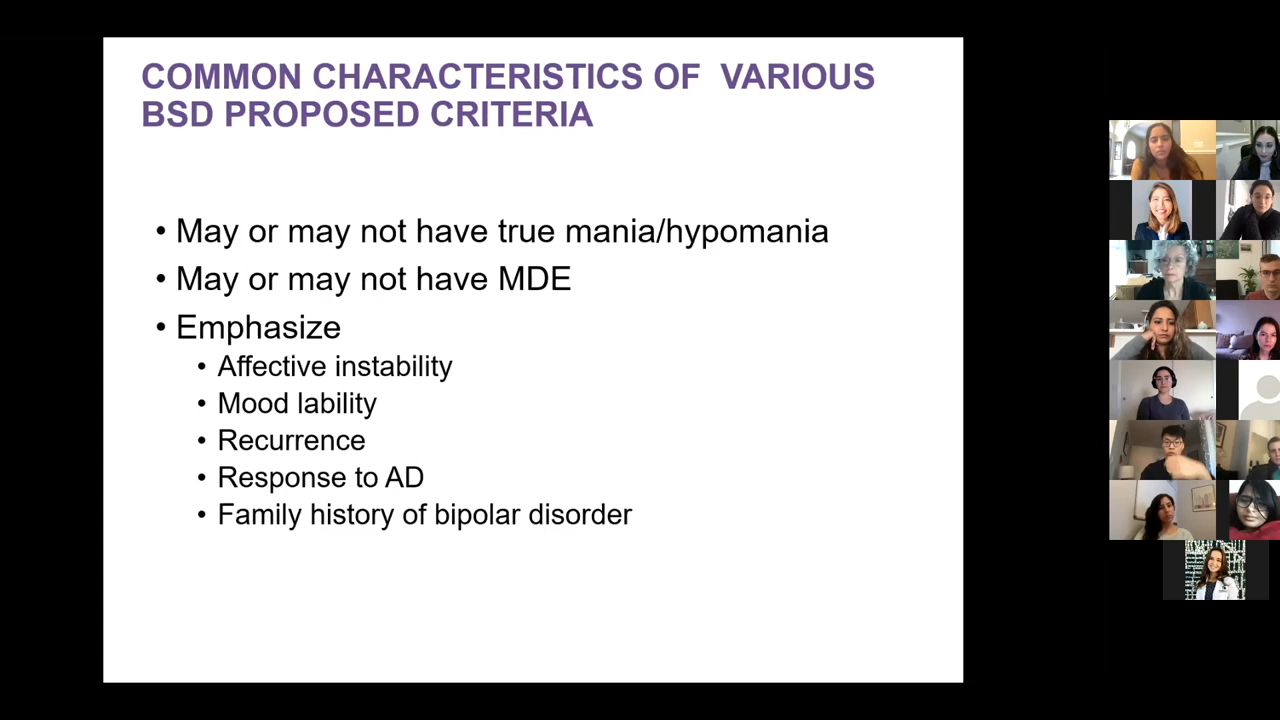 COMMON CHARACTERISTICS OF  VARIOUS
BSD PROPOSED CRITERIA
• May or may not have true mania/hypomania
• May or may not have MDE
• Emphasize
• Affective instability
• Mood lability
• Recurrence
• Response to AD
• Family history of bipolar disorder